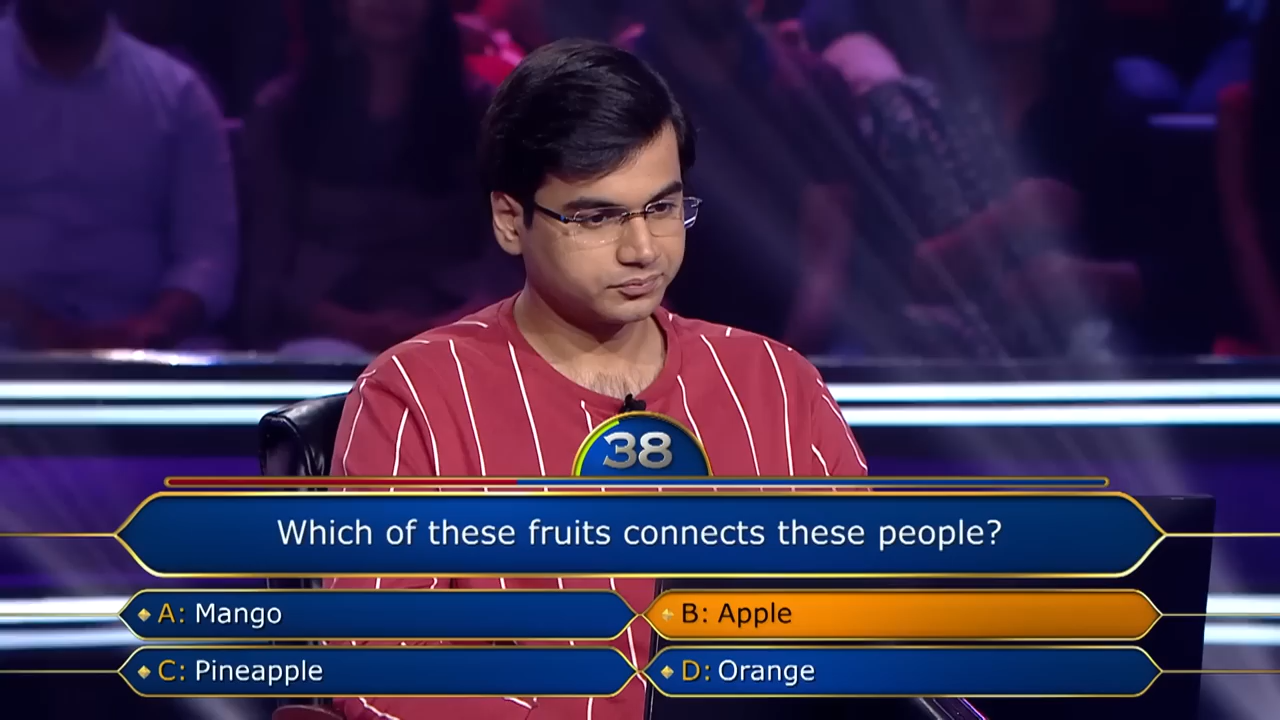 38
Which of these fruits connects these people?
A: Mango
B: Apple
C: Pineapple
D: Orange